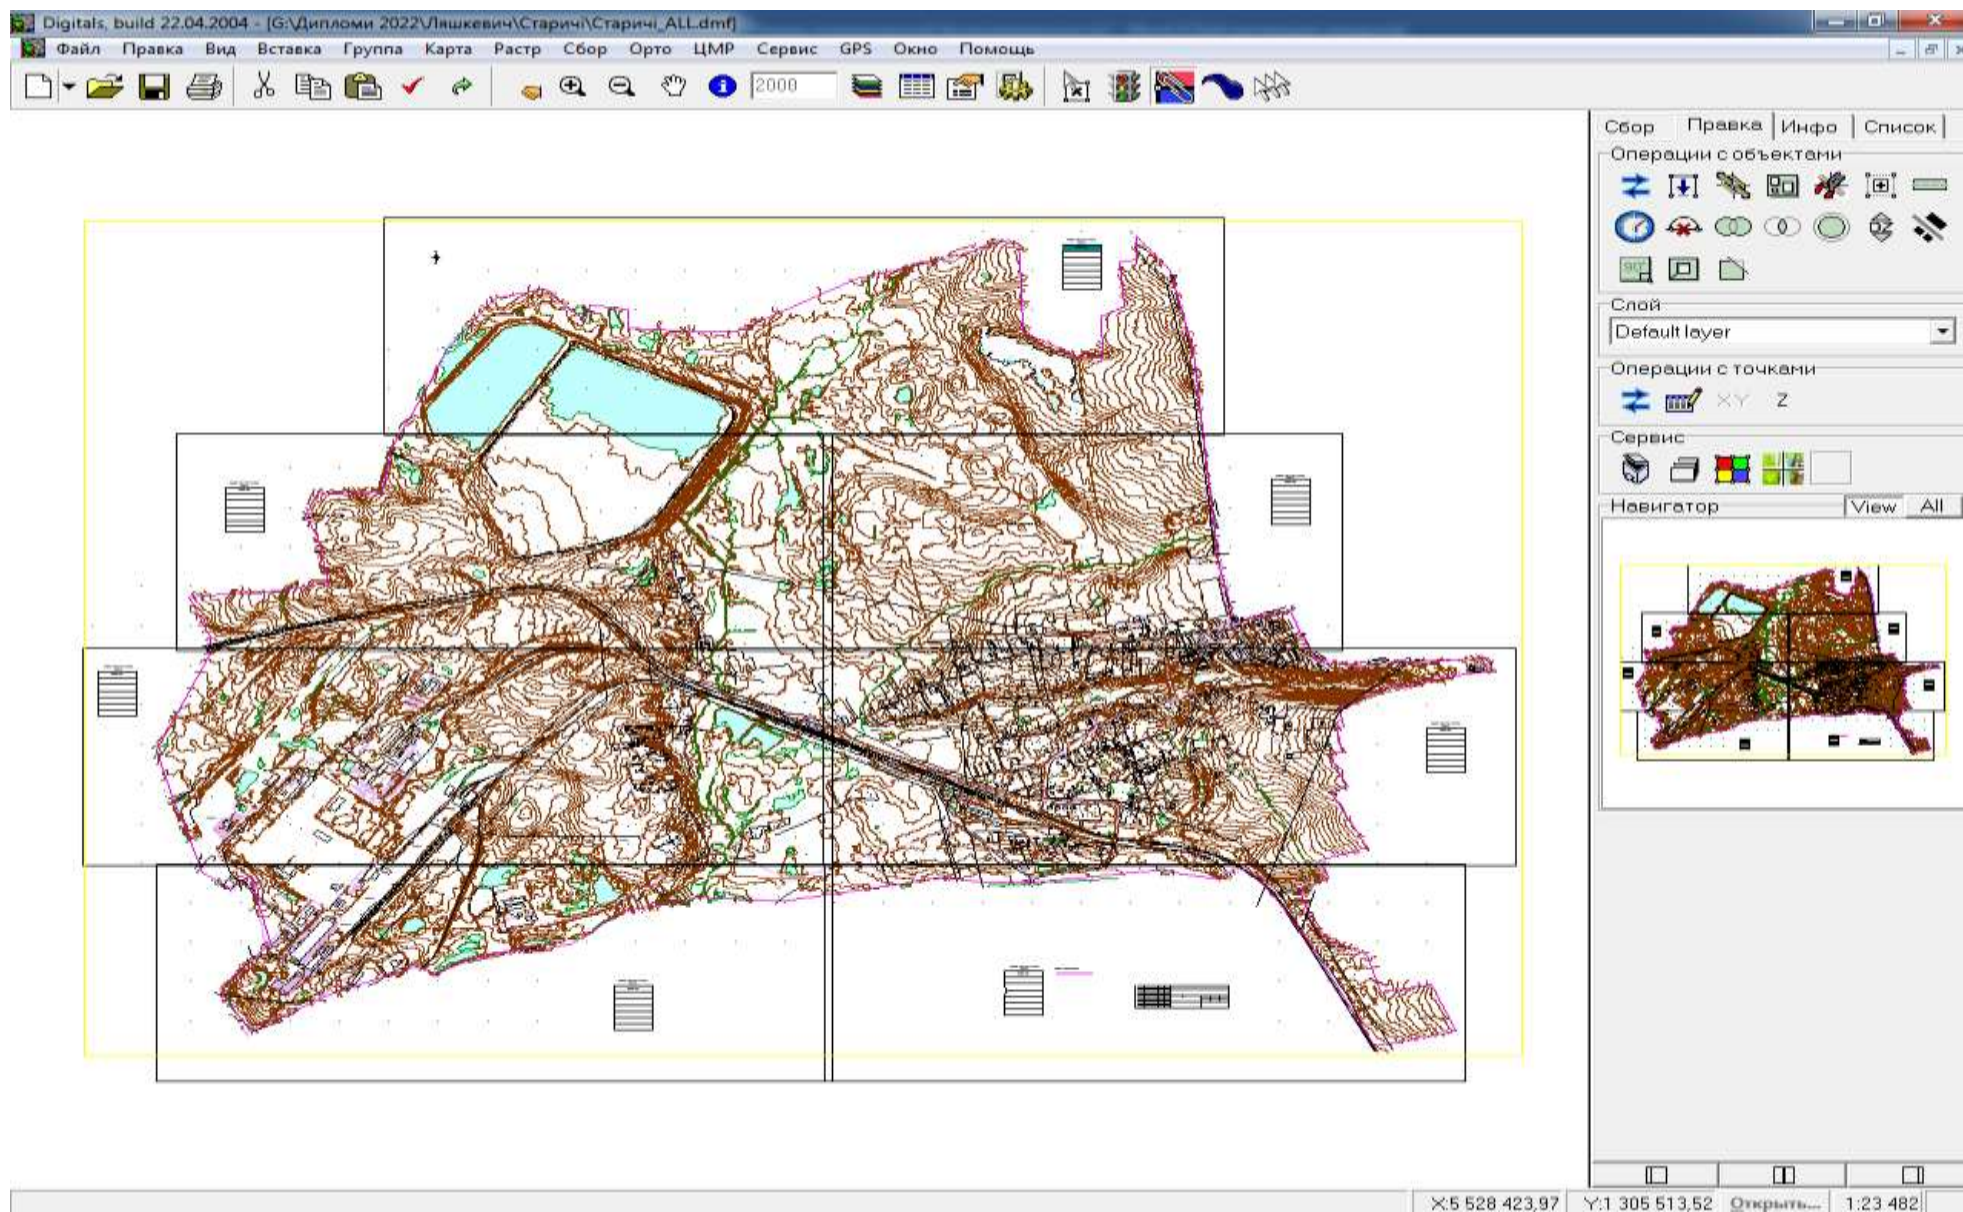 Digitals, build 22.04.2004 - [G:\Дипломи 2022\Ляшкевич\Старичі\Старичі_ALL.dmf]
Файл Правка Вид Вставка Группа Карта Растр Сбор Орто ЦМР Сервис GPS Окно Помощь
2000
Сбор Правка Инфо Список
Операции с объектами
Слой
Default layer
Операции с точками
XY Z
Сервис
Навигатор View All
X:5 528 423,97 Y:1 305 513,52 Открыть... 1:23 482